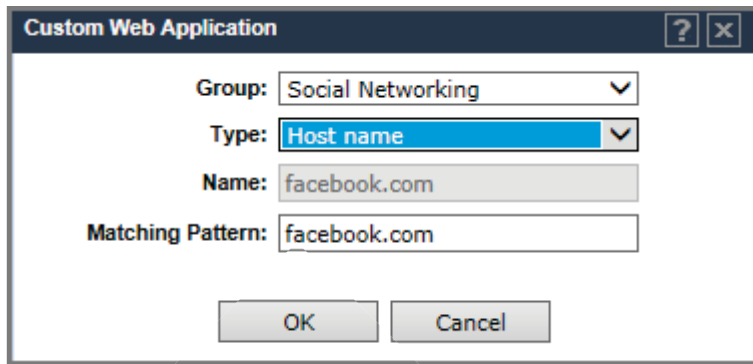 Custom Web Application ? X
Group: Social Networking
Type: Host name
Name: facebook.com
Matching Pattern: facebook.com
OK Cancel